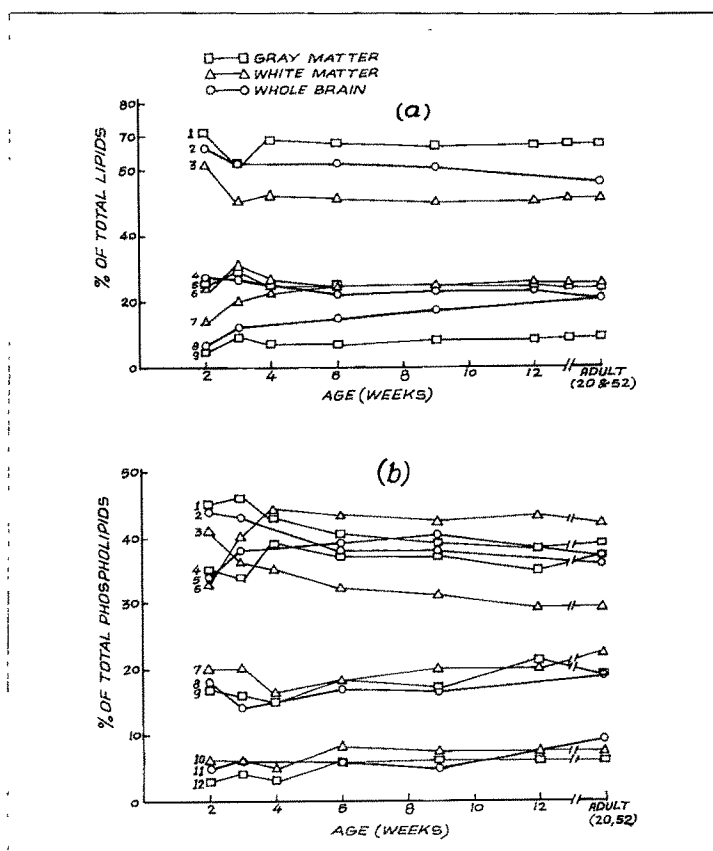 GRAY MATTER
WHITE MATTER
WHOLE BRAIN
(a)
% OF TOTAL LIPIDS
80
70
60
40
20
0
1
2
3
4
5
6
7
8
9
2 4 6 8 10 12 ADULT
(20 & 52)
AGE (WEEKS)
(b)
% OF TOTAL PHOSPHOLIPIDS
50
40
30
20
10
0
1
2
3
4
5
6
7
8
9
10
11
12
2 4 6 8 10 12 ADULT
(20, 52)
AGE (WEEKS)